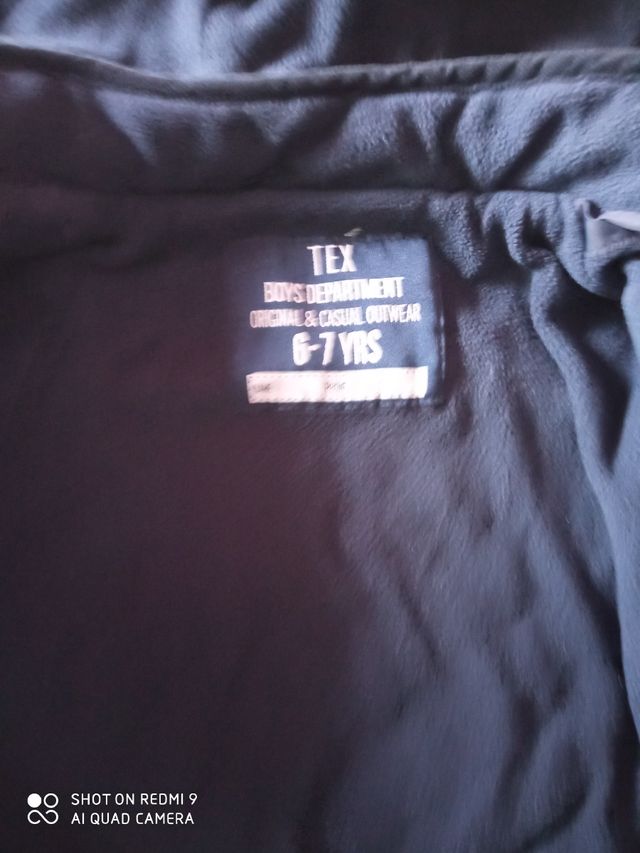 TEX
BOYS DEPARTMENT
ORIGINAL & CASUAL OUTWEAR
6-7 YRS
SHOT ON REDMI 9
AI QUAD CAMERA